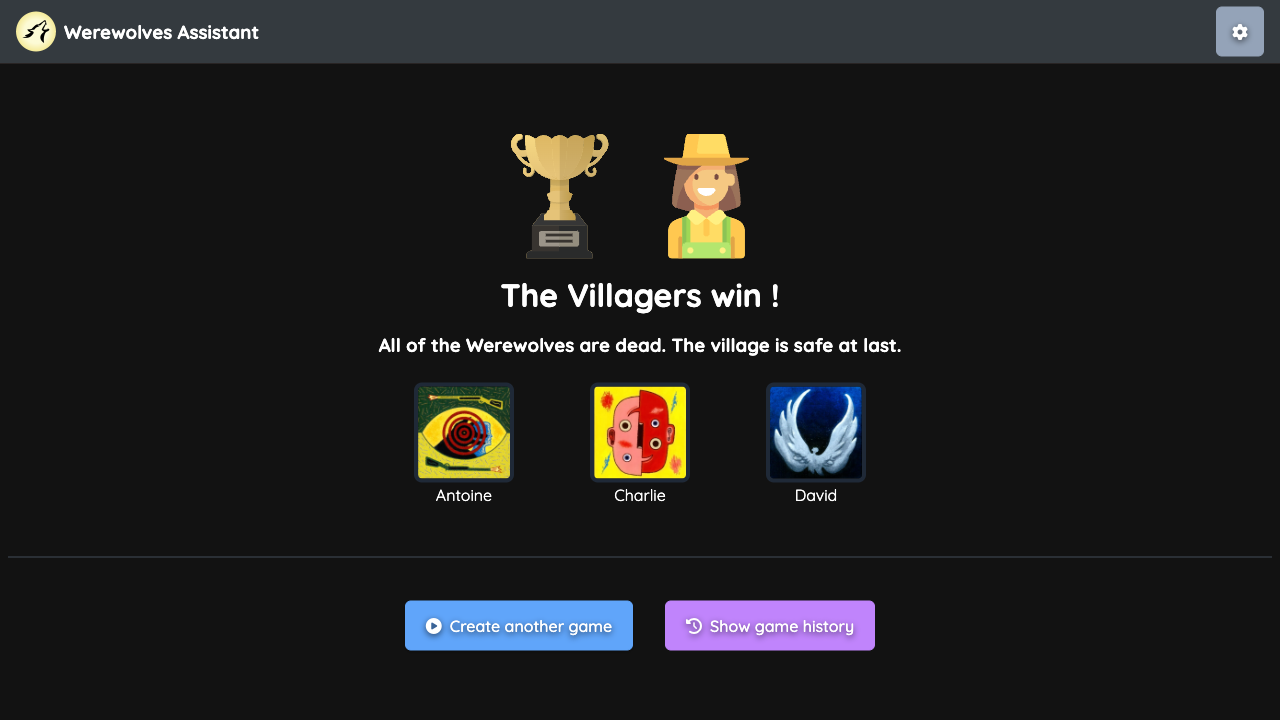 Werewolves Assistant
The Villagers win !
All of the Werewolves are dead. The village is safe at last.
Antoine
Charlie
David
Create another game
Show game history